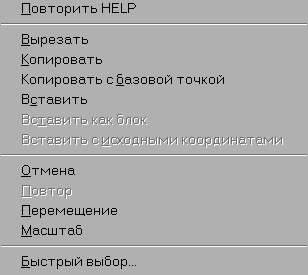 Повторить HELP
Вырезать
Копировать
Копировать с базовой точкой
Вставить
Вставить как блок
Вставить с исходными координатами
Отмена
Повтор
Перемещение
Масштаб
Быстрый выбор...